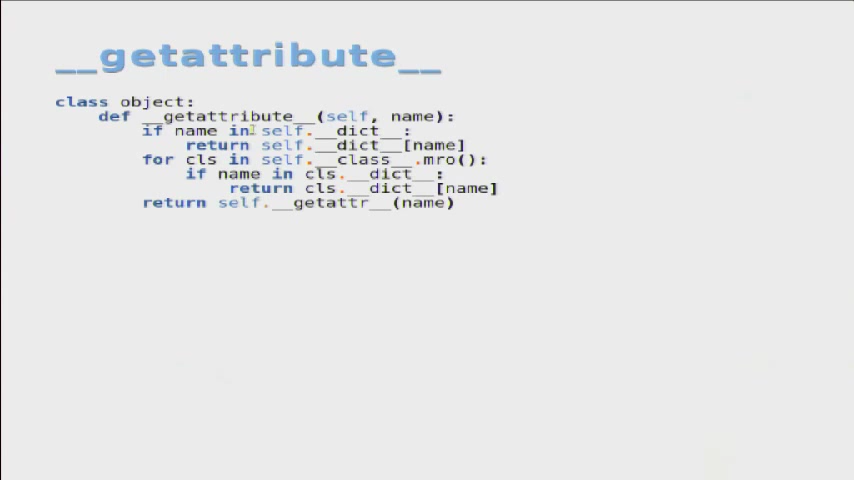 __getattribute__
class object:
    def __getattribute__(self, name):
        if name in self.__dict__:
            return self.__dict__[name]
        for cls in self.__class__.mro():
            if name in cls.__dict__:
                return cls.__dict__[name]
        return self.__getattr__(name)